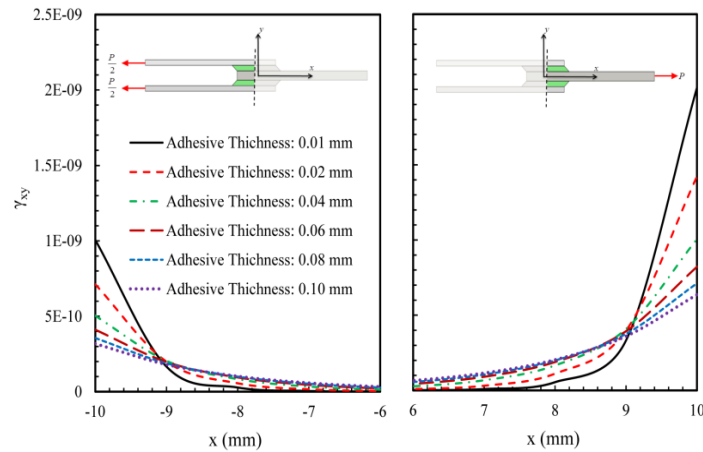 2.5E-09
2E-09
1.5E-09
1E-09
5E-10
0
γxy
y
x
P
2
P
2
Adhesive Thichness: 0.01 mm
Adhesive Thichness: 0.02 mm
Adhesive Thichness: 0.04 mm
Adhesive Thichness: 0.06 mm
Adhesive Thichness: 0.08 mm
Adhesive Thichness: 0.10 mm
-10 -9 -8 -7 -6
x (mm)
y
x
P
6 7 8 9 10
x (mm)